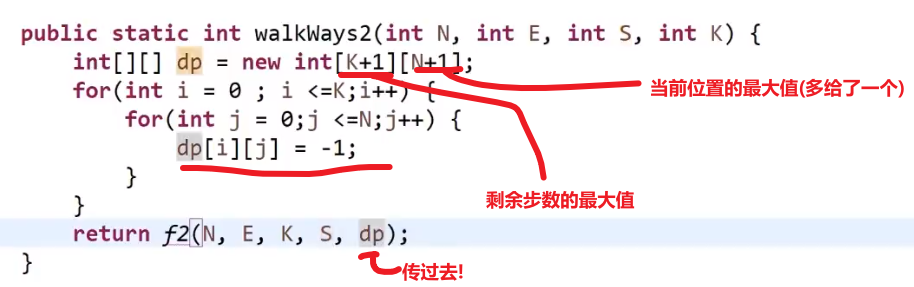 public static int walkWays2(int N, int E, int S, int K) {
int[][] dp = new int[K+1][N+1];
当前位置的最大值(多给了一个)
for(int i = 0 ; i <=K;i++) {
for(int j = 0;j <=N;j++) {
dp[i][j] = -1;
}
剩余步数的最大值
}
return f2(N, E, K, S, dp);
}
传过去!